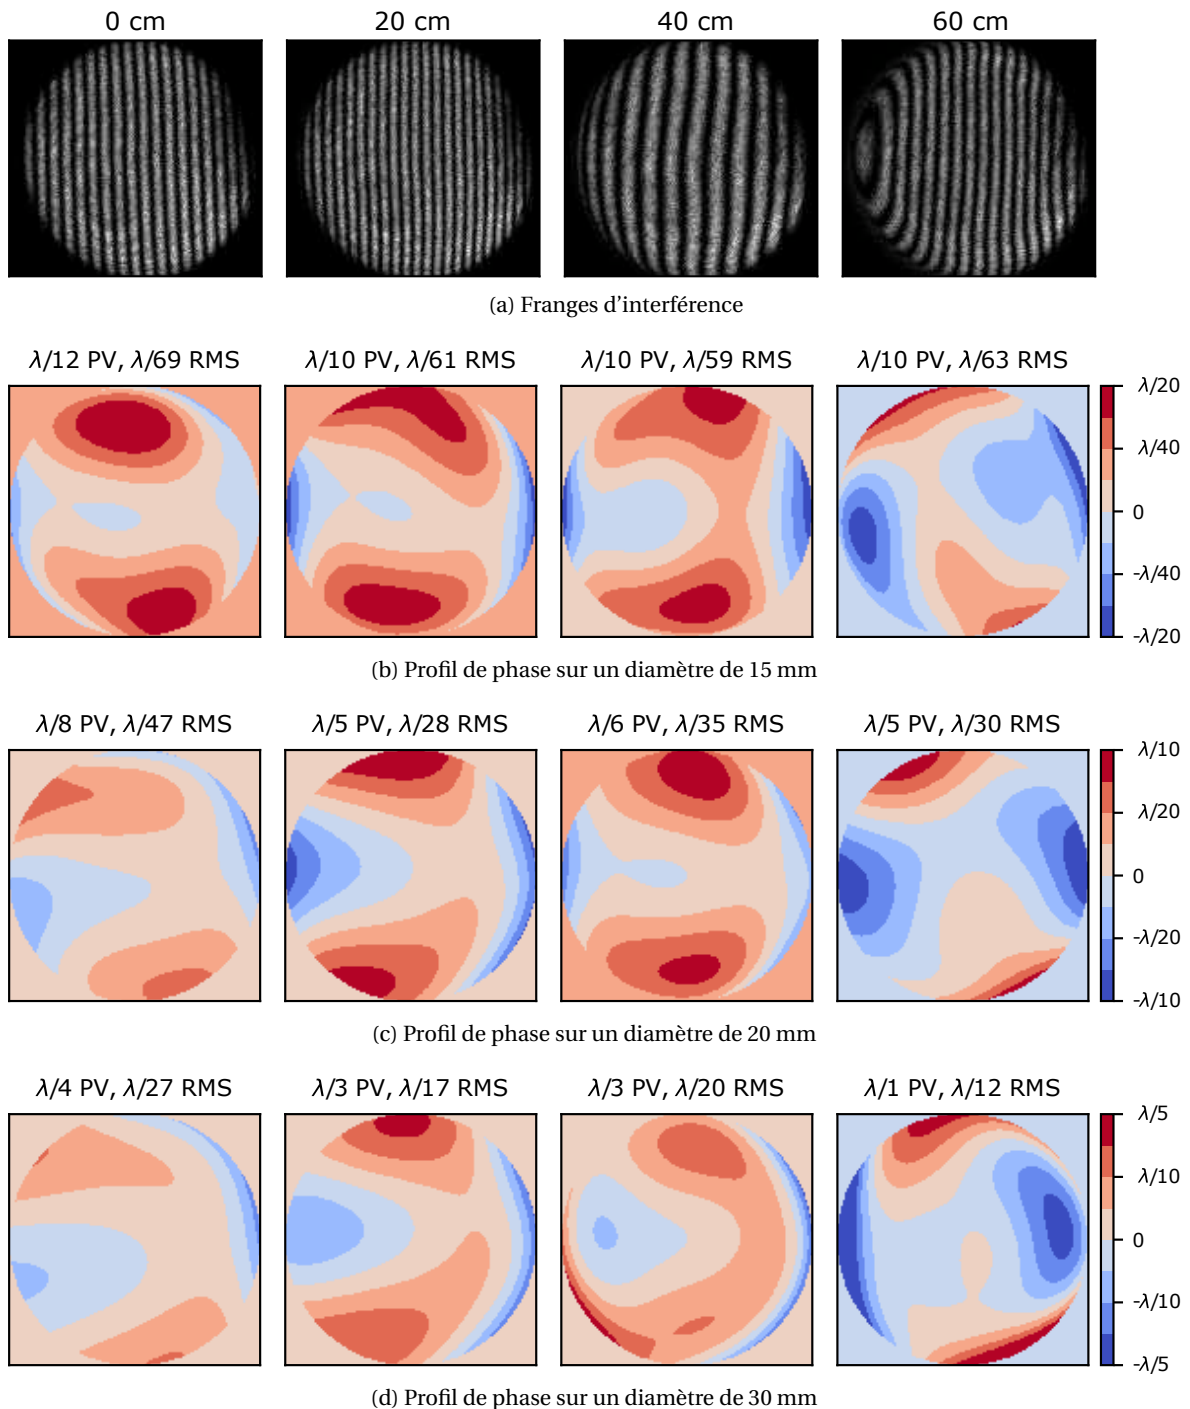 0 cm 20 cm 40 cm 60 cm
(a) Franges d'interférence
λ/12 PV, λ/69 RMS λ/10 PV, λ/61 RMS λ/10 PV, λ/59 RMS λ/10 PV, λ/63 RMS
λ/20
λ/40
0
-λ/40
-λ/20
(b) Profil de phase sur un diamètre de 15 mm
λ/8 PV, λ/47 RMS λ/5 PV, λ/28 RMS λ/6 PV, λ/35 RMS λ/5 PV, λ/30 RMS
λ/10
λ/20
0
-λ/20
-λ/10
(c) Profil de phase sur un diamètre de 20 mm
λ/4 PV, λ/27 RMS λ/3 PV, λ/17 RMS λ/3 PV, λ/20 RMS λ/1 PV, λ/12 RMS
λ/5
λ/10
0
-λ/10
-λ/5
(d) Profil de phase sur un diamètre de 30 mm